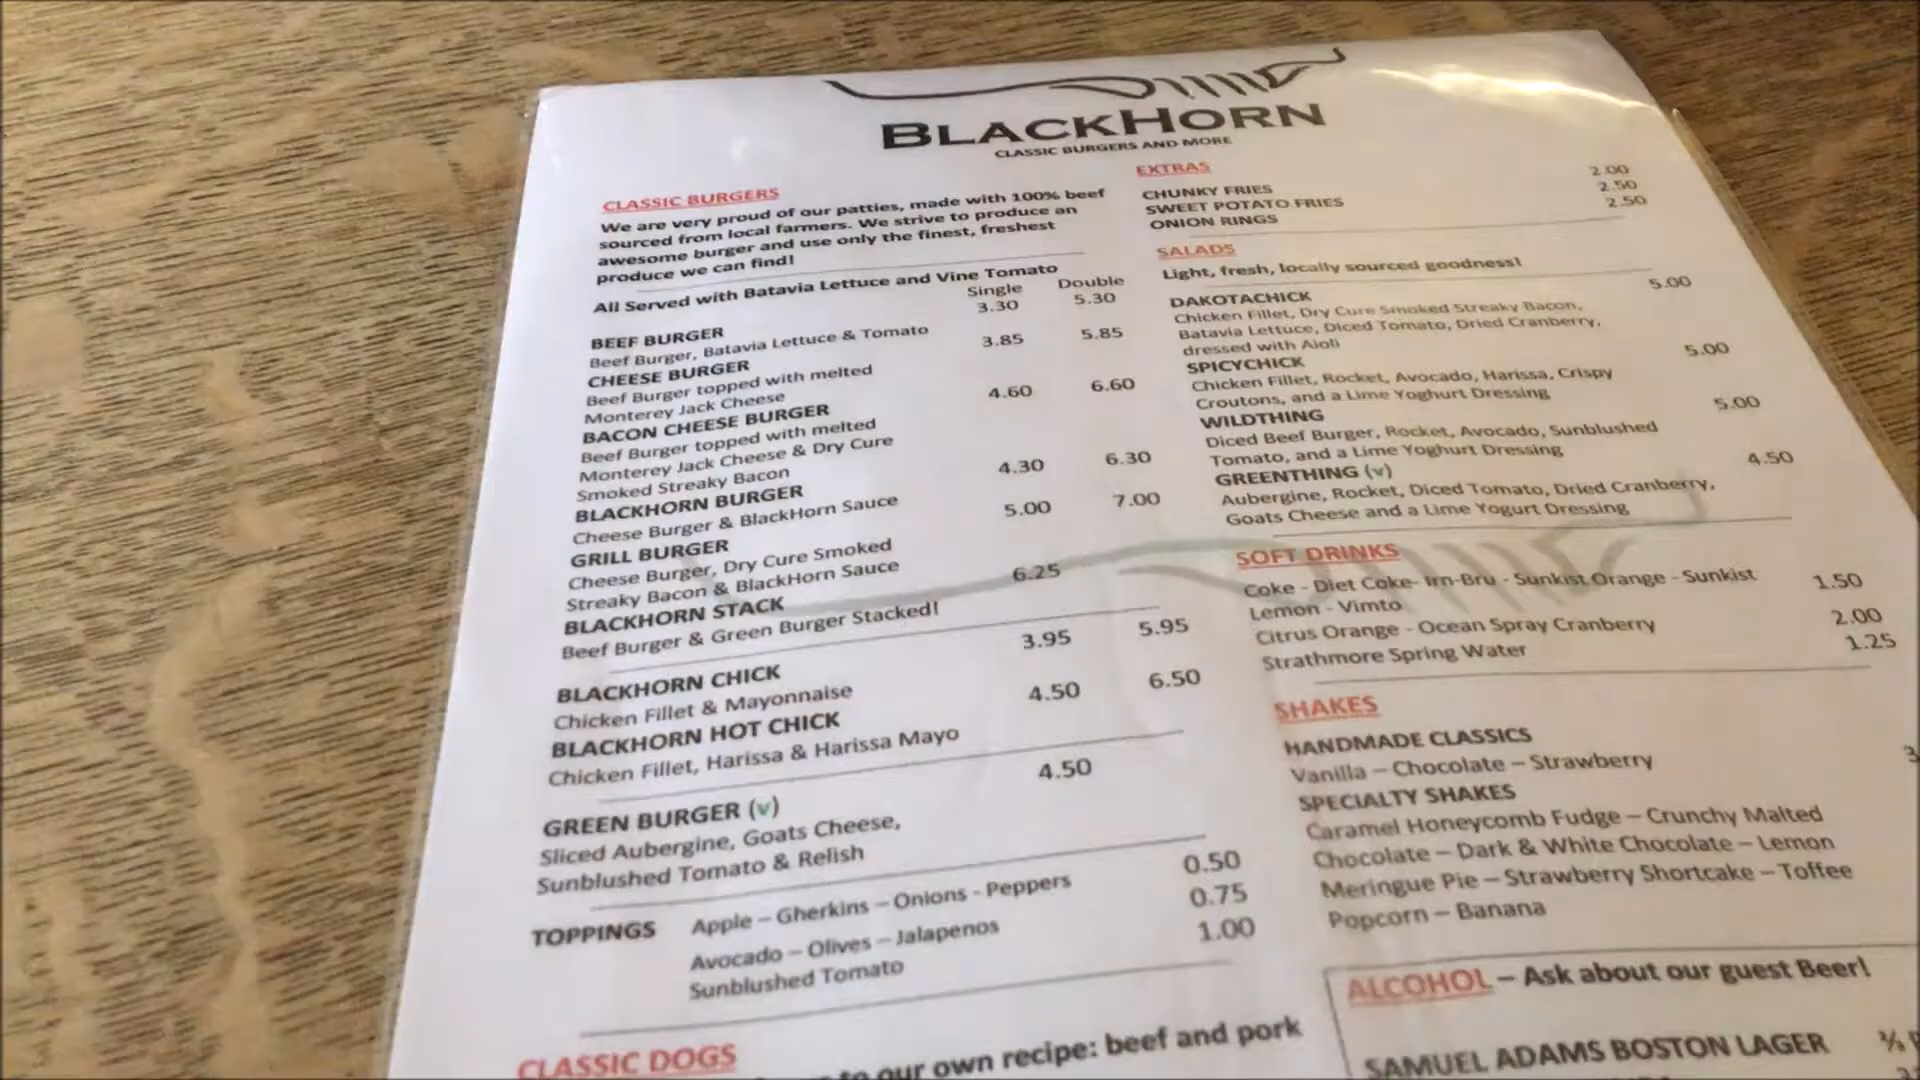 BLACKHORN
CLASSIC BURGERS AND MORE
CLASSIC BURGERS
We are very proud of our patties, made with 100% beef
sourced from local farmers. We strive to produce an
awesome burger and use only the finest, freshest
produce we can find!
All Served with Batavia Lettuce and Vine Tomato
Single Double
BEEF BURGER 3.30 5.30
Beef Burger, Batavia Lettuce & Tomato
CHEESE BURGER 3.85 5.85
Beef Burger topped with melted
Monterey Jack Cheese
BACON CHEESE BURGER 4.60 6.60
Beef Burger topped with melted
Monterey Jack Cheese & Dry Cure
Smoked Streaky Bacon
BLACKHORN BURGER 4.30 6.30
Cheese Burger & BlackHorn Sauce
GRILL BURGER 5.00 7.00
Cheese Burger, Dry Cure Smoked
Streaky Bacon & BlackHorn Sauce
BLACKHORN STACK 6.25
Beef Burger & Green Burger Stacked!
BLACKHORN CHICK 3.95 5.95
Chicken Fillet & Mayonnaise
BLACKHORN HOT CHICK 4.50 6.50
Chicken Fillet, Harissa & Harissa Mayo
GREEN BURGER (v) 4.50
Sliced Aubergine, Goats Cheese,
Sunblushed Tomato & Relish
TOPPINGS Apple – Gherkins – Onions - Peppers 0.50
Avocado – Olives – Jalapenos 0.75
Sunblushed Tomato 1.00
CLASSIC DOGS
to our own recipe: beef and pork
EXTRAS
CHUNKY FRIES 2.00
SWEET POTATO FRIES 2.50
ONION RINGS 2.50
SALADS
Light, fresh, locally sourced goodness!
DAKOTACHICK 5.00
Chicken Fillet, Dry Cure Smoked Streaky Bacon,
Batavia Lettuce, Diced Tomato, Dried Cranberry,
dressed with Aioli
SPICYCHICK 5.00
Chicken Fillet, Rocket, Avocado, Harissa, Crispy
Croutons, and a Lime Yoghurt Dressing
WILDTHING 5.00
Diced Beef Burger, Rocket, Avocado, Sunblushed
Tomato, and a Lime Yoghurt Dressing
GREENTHING (v) 4.50
Aubergine, Rocket, Diced Tomato, Dried Cranberry,
Goats Cheese and a Lime Yogurt Dressing
SOFT DRINKS
Coke - Diet Coke- Irn-Bru - Sunkist Orange - Sunkist
Lemon - Vimto 1.50
Citrus Orange - Ocean Spray Cranberry 2.00
Strathmore Spring Water 1.25
SHAKES
HANDMADE CLASSICS
Vanilla – Chocolate – Strawberry
SPECIALTY SHAKES
Caramel Honeycomb Fudge – Crunchy Malted
Chocolate – Dark & White Chocolate – Lemon
Meringue Pie – Strawberry Shortcake – Toffee
Popcorn – Banana
ALCOHOL – Ask about our guest Beer!
SAMUEL ADAMS BOSTON LAGER